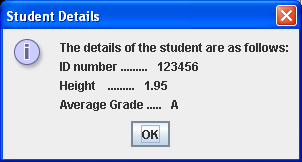 Student Details
The details of the student are as follows:
ID number ......... 123456
Height ......... 1.95
Average Grade ..... A
OK